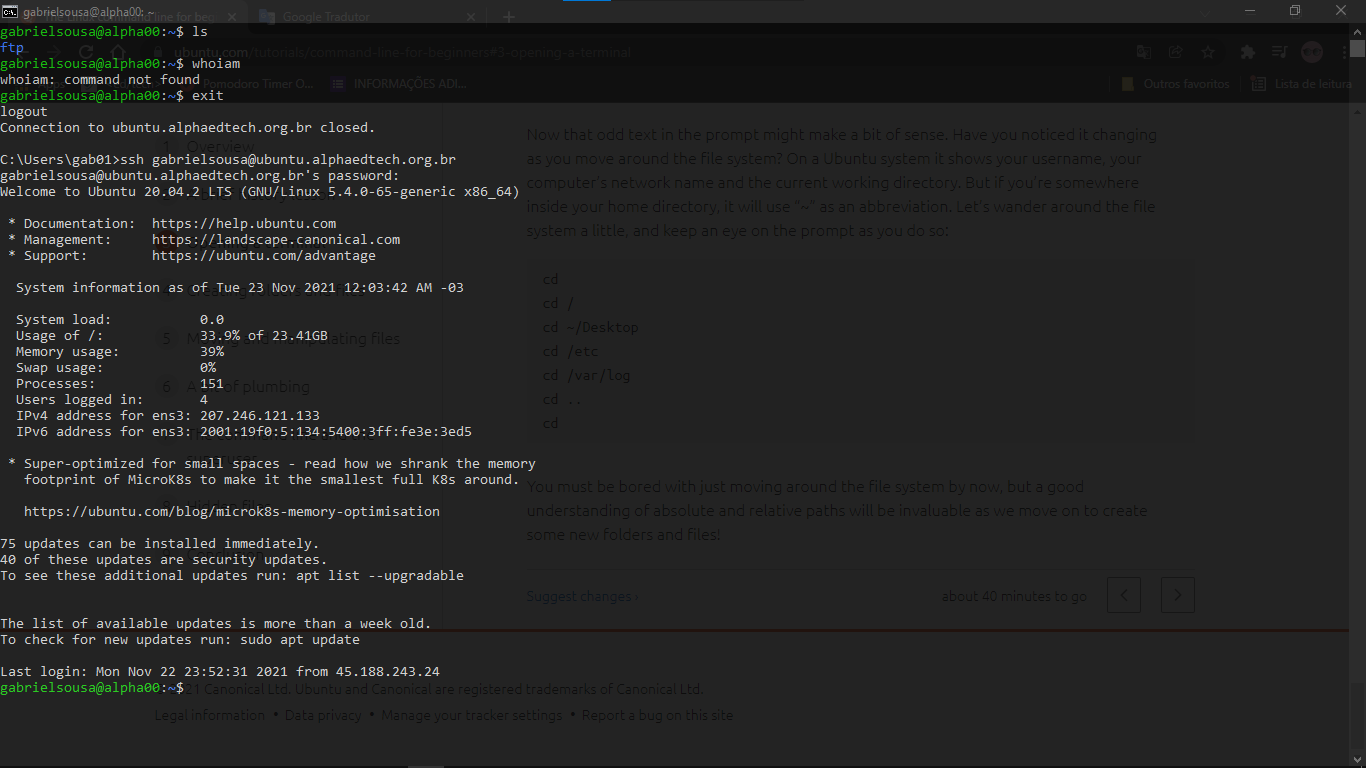 gabrielsousa@alpha00: ~
Google Tradutor
gabrielsousa@alpha00:~$ ls
ftp
ubuntu.com/tutorials/command-line-for-beginners#3-opening-a-terminal
gabrielsousa@alpha00:~$ whoiam
whoiam: command not found
Pomodoro Timer O...
INFORMAÇÕES ADI...
Outros favoritos
Lista de leitura
gabrielsousa@alpha00:~$ exit
logout
Connection to ubuntu.alphaedtech.org.br closed.
C:\Users\gab01>ssh gabrielsousa@ubuntu.alphaedtech.org.br
gabrielsousa@ubuntu.alphaedtech.org.br's password:
Welcome to Ubuntu 20.04.2 LTS (GNU/Linux 5.4.0-65-generic x86_64)
* Documentation: https://help.ubuntu.com
* Management: https://landscape.canonical.com
* Support: https://ubuntu.com/advantage
System information as of Tue 23 Nov 2021 12:03:42 AM -03
System load: 0.0
Usage of /: 33.9% of 23.41GB
Memory usage: 39%
Swap usage: 0%
Processes: 151
Users logged in: 4
IPv4 address for ens3: 207.246.121.133
IPv6 address for ens3: 2001:19f0:5:134:5400:3ff:fe3e:3ed5
* Super-optimized for small spaces - read how we shrank the memory
footprint of MicroK8s to make it the smallest full K8s around.
https://ubuntu.com/blog/microk8s-memory-optimisation
75 updates can be installed immediately.
40 of these updates are security updates.
To see these additional updates run: apt list --upgradable
The list of available updates is more than a week old.
To check for new updates run: sudo apt update
Last login: Mon Nov 22 23:52:31 2021 from 45.188.243.24
gabrielsousa@alpha00:~$
1 Overview
4 Creating folders and files
5 Moving and manipulating files
6 A bit of plumbing
Now that odd text in the prompt might make a bit of sense. Have you noticed it changing
as you move around the file system? On a Ubuntu system it shows your username, your
computer's network name and the current working directory. But if you're somewhere
inside your home directory, it will use "~" as an abbreviation. Let's wander around the file
system a little, and keep an eye on the prompt as you do so:
cd
cd /
cd ~/Desktop
cd /etc
cd /var/log
cd ..
cd
You must be bored with just moving around the file system by now, but a good
understanding of absolute and relative paths will be invaluable as we move on to create
some new folders and files!
Suggest changes ›
about 40 minutes to go
21 Canonical Ltd. Ubuntu and Canonical are registered trademarks of Canonical Ltd.
Legal information • Data privacy • Manage your tracker settings • Report a bug on this site